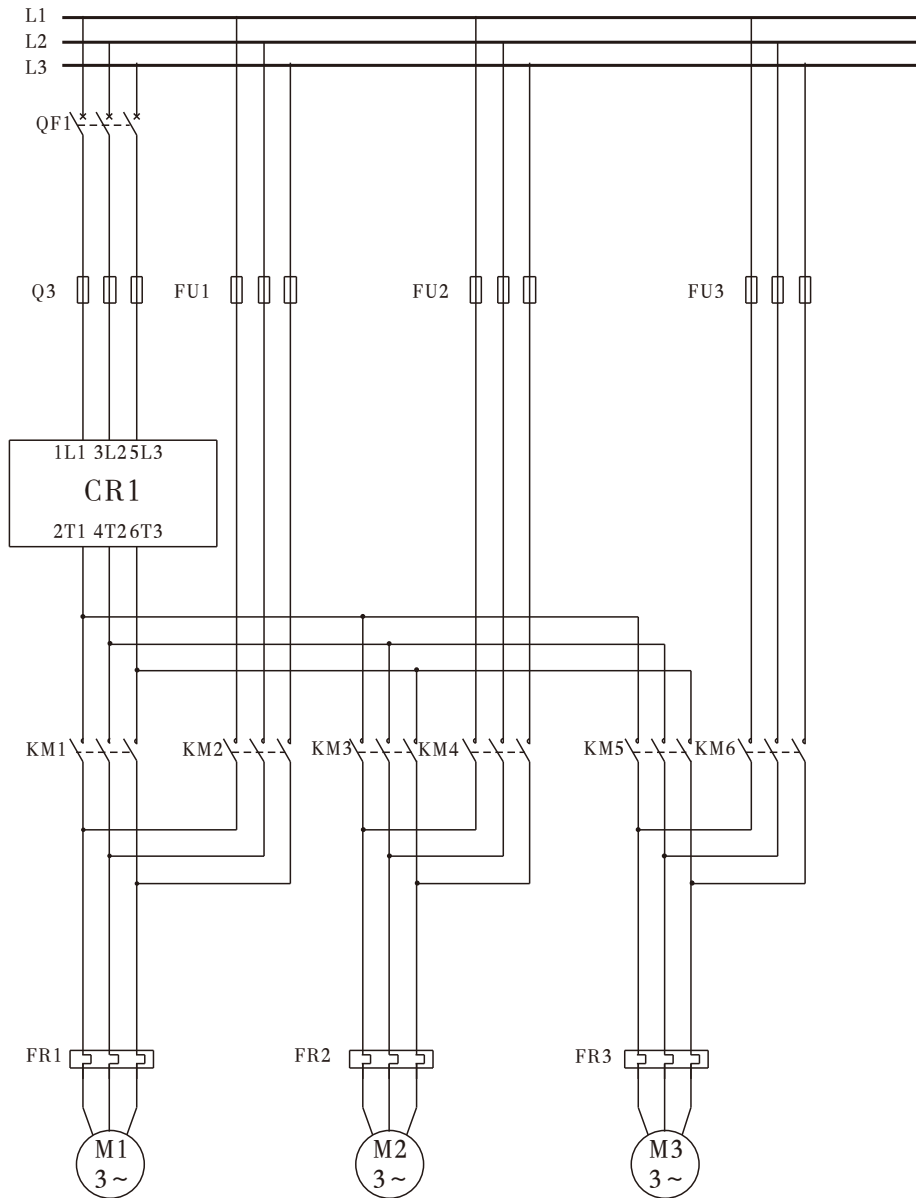 L1
L2
L3
QF1
Q3 FU1 FU2 FU3
1L1 3L2 5L3
CR1
2T1 4T2 6T3
KM1 KM2 KM3 KM4 KM5 KM6
FR1 FR2 FR3
M1 M2 M3
3~ 3~ 3~